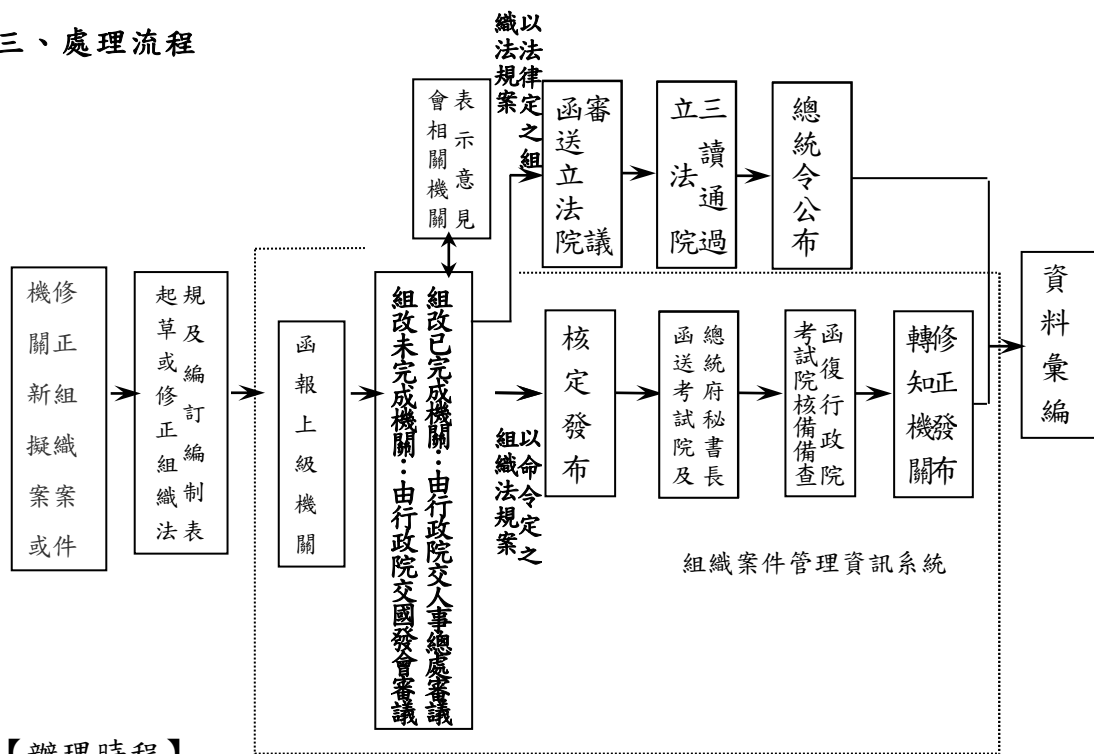 三、處理流程
機關新擬案或
修正組織案件
起草或修正組織法
規及編訂編制表
函報上級機關
組改已完成機關：由行政院交人事總處審議
組改未完成機關：由行政院交國發會審議
會相關機關
表示意見
以法律定之組
織法規案
函送立法院
審議
立法院
三讀通過
總統令公布
以命令定之
組織法規案
核定發布
函送考試院及
總統府秘書長
考試院核備備查
函復行政院
轉知機關
修正發布
資料彙編
組織案件管理資訊系統
【辦理時程】